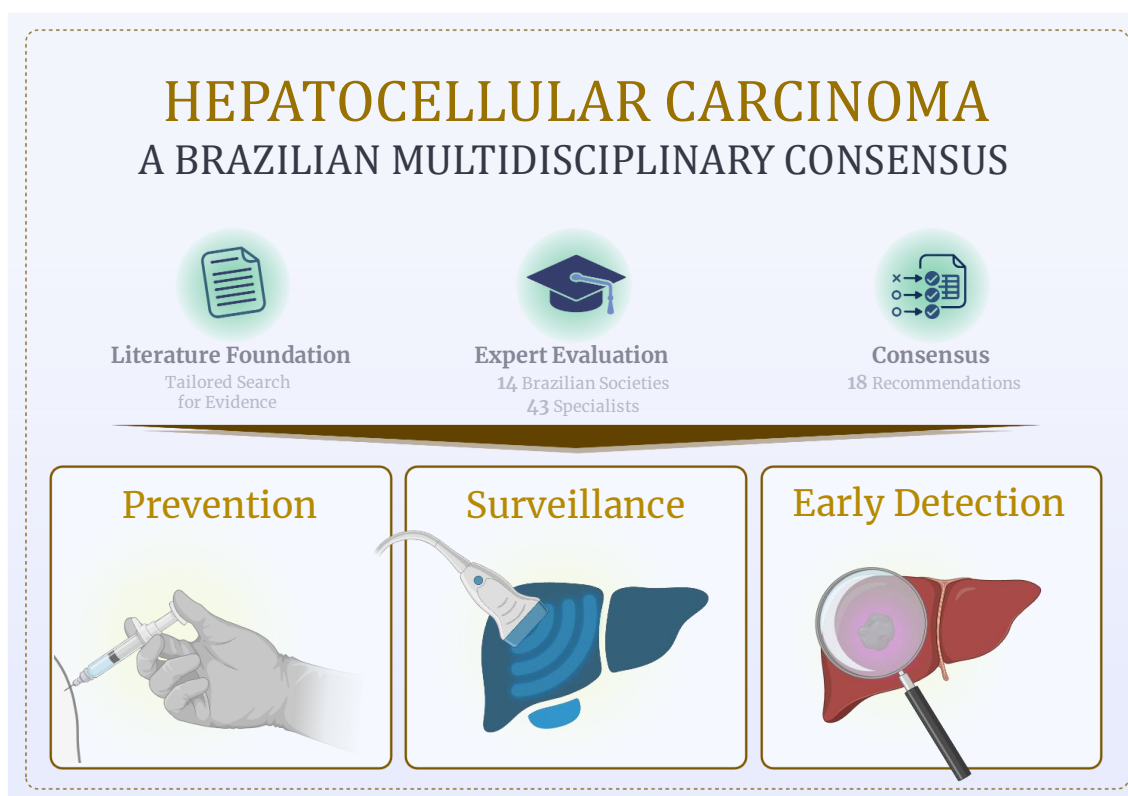 HEPATOCELLULAR CARCINOMA
A BRAZILIAN MULTIDISCIPLINARY CONSENSUS
Literature Foundation
Tailored Search
for Evidence
Expert Evaluation
14 Brazilian Societies
43 Specialists
Consensus
18 Recommendations
Prevention
Surveillance
Early Detection